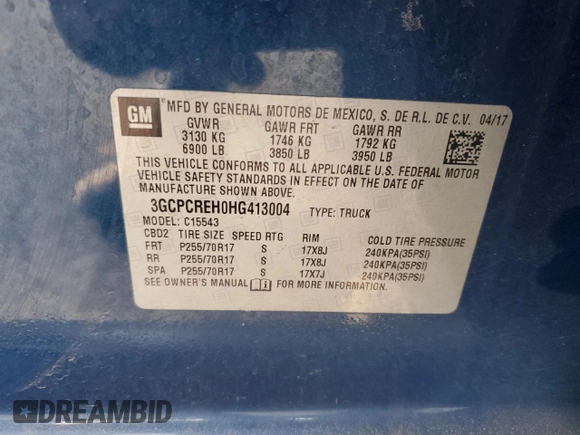 GM
MFD BY GENERAL MOTORS DE MEXICO, S. DE R.L. DE C.V. 04/17
GVWR GAWR FRT GAWR RR
3130 KG 1746 KG 1792 KG
6900 LB 3850 LB 3950 LB
THIS VEHICLE CONFORMS TO ALL APPLICABLE U.S. FEDERAL MOTOR
VEHICLE SAFETY STANDARDS IN EFFECT ON THE DATE OF
MANUFACTURE SHOWN ABOVE.
3GCPCREH0HG413004 TYPE: TRUCK
MODEL: C15543
CBD2 TIRE SIZE SPEED RTG RIM COLD TIRE PRESSURE
FRT P255/70R17 S 17X8J 240KPA(35PSI)
RR P255/70R17 S 17X8J 240KPA(35PSI)
SPA P255/70R17 S 17X7J 240KPA(35PSI)
SEE OWNER'S MANUAL FOR MORE INFORMATION.
DREAMBID